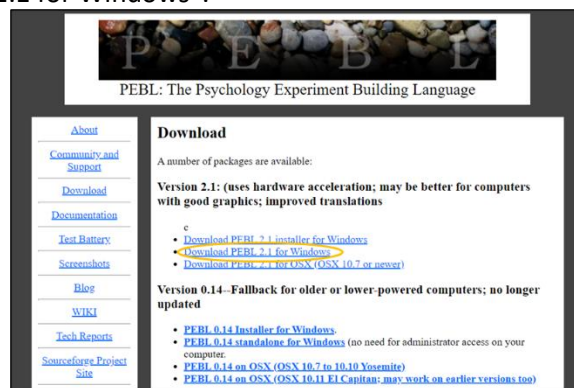 2.1 for Windows".
P E B L
PEBL: The Psychology Experiment Building Language
About
Community and
Support
Download
Documentation
Test Battery
Screenshots
Blog
WIKI
Tech Reports
Sourceforge Project
Site
Download
A number of packages are available:
Version 2.1: (uses hardware acceleration; may be better for computers
with good graphics; improved translations
c
Download PEBL 2.1 installer for Windows
Download PEBL 2.1 for Windows
Download PEBL 2.1 for OSX (OSX 10.7 or newer)
Version 0.14--Fallback for older or lower-powered computers; no longer
updated
PEBL 0.14 Installer for Windows.
PEBL 0.14 standalone for Windows (no need for administrator access on your
computer.
PEBL 0.14 on OSX (OSX 10.7 to 10.10 Yosemite)
PEBL 0.14 on OSX (OSX 10.11 El Capitan; may work on earlier versions too)